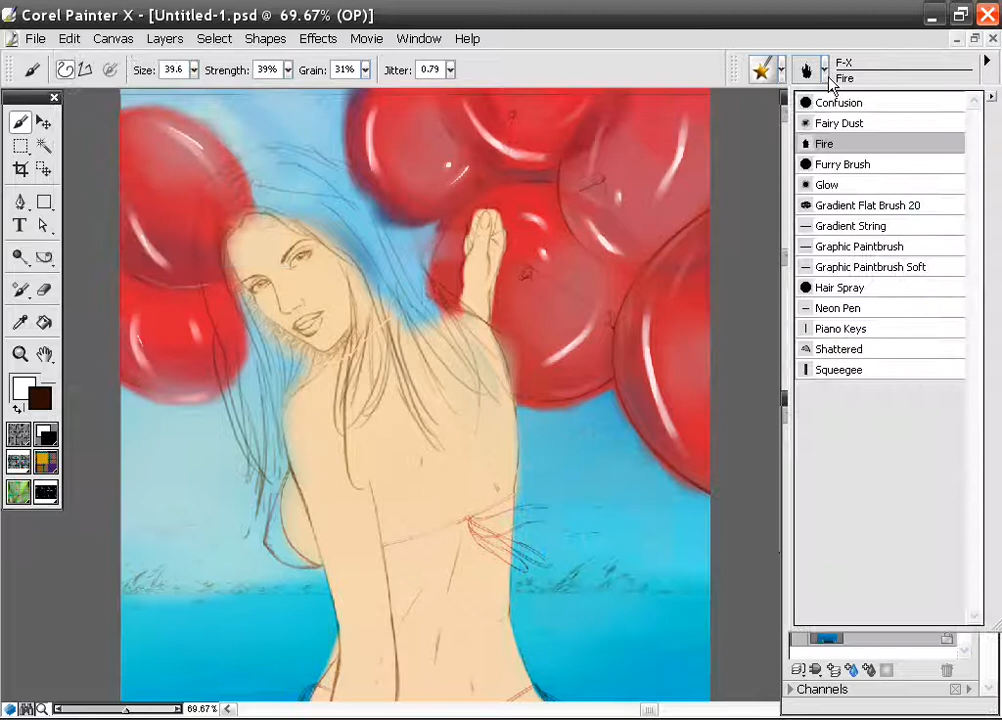 Corel Painter X - [Untitled-1.psd @ 69.67% (OP)]
File Edit Canvas Layers Select Shapes Effects Movie Window Help
Size: 39.6 Strength: 39% Grain: 31% Jitter: 0.79
F-X
Fire
Confusion
Fairy Dust
Fire
Furry Brush
Glow
Gradient Flat Brush 20
Gradient String
Graphic Paintbrush
Graphic Paintbrush Soft
Hair Spray
Neon Pen
Piano Keys
Shattered
Squeegee
Channels
69.67%